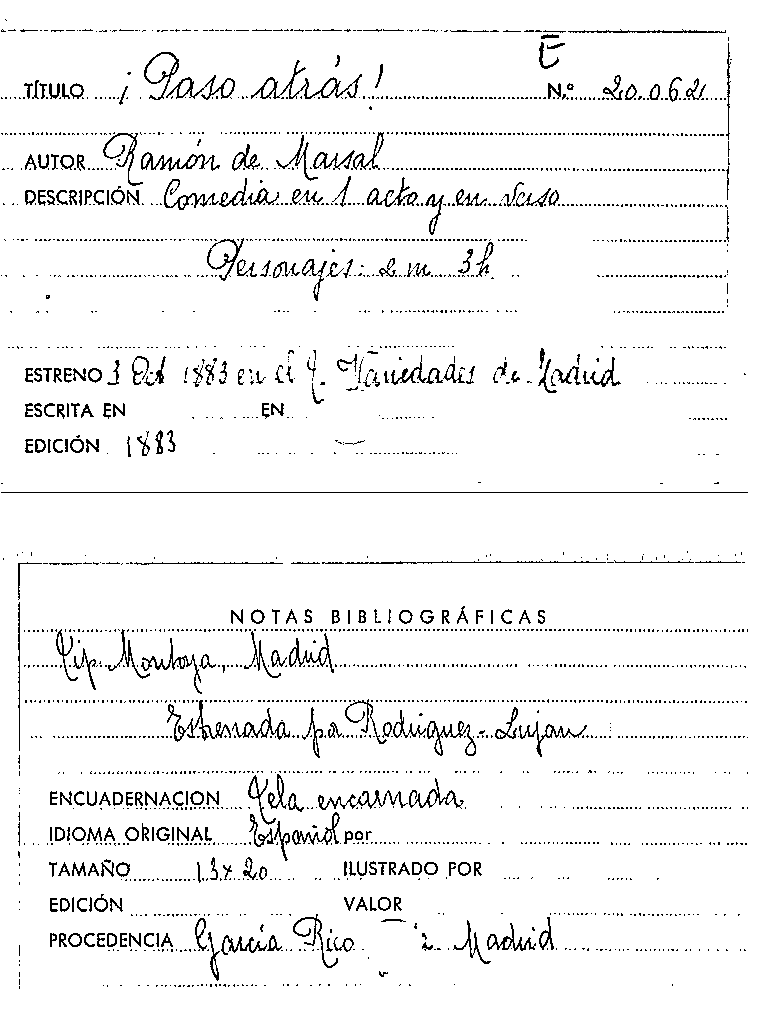 E
TÍTULO ¡Paso atrás! N.º 20.062
AUTOR Ramón de Marsal
DESCRIPCIÓN Comedia en 1 acto y en verso
Personajes: 2 m 3h.
ESTRENO 3 Oct 1883 en el T. Variedades de Madrid
ESCRITA EN EN
EDICIÓN 1883
NOTAS BIBLIOGRÁFICAS
Tip. Montoya, Madrid
Estrenada por Rodriguez-Lujan
ENCUADERNACION Tela encarnada
IDIOMA ORIGINAL Español por
TAMAÑO 13x20 ILUSTRADO POR
EDICIÓN VALOR
PROCEDENCIA García Rico Madrid